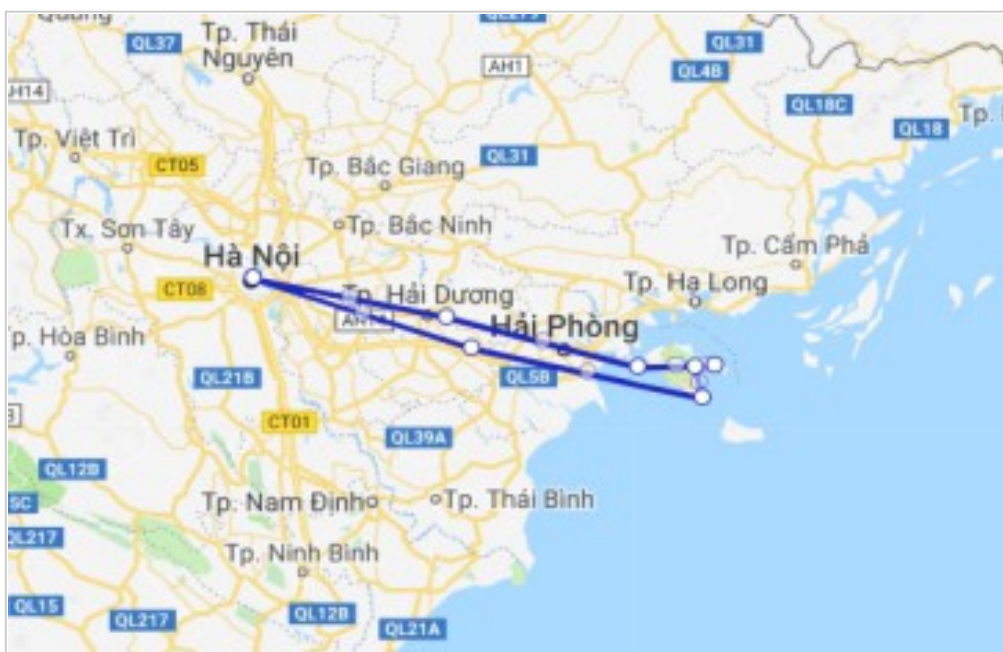 Quang
QL37
Tp. Thái
Nguyên
AH1
QL279
QL31
QL4B
AH14
QL18C
QL18
Tp. Việt Trì
CT05
QL31
Tp. Bắc Giang
Tx. Sơn Tây
Tp. Bắc Ninh
Tp. Cẩm Phả
Hà Nội
CT08
Tp. Hải Dương
Tp. Hạ Long
Hải Phòng
p. Hòa Bình
QL21B
QL5B
CT01
QL39A
QL12B
Tp. Nam Định
Tp. Thái Bình
QL217
Tp. Ninh Bình
QL15
QL217
QL12B
QL21A